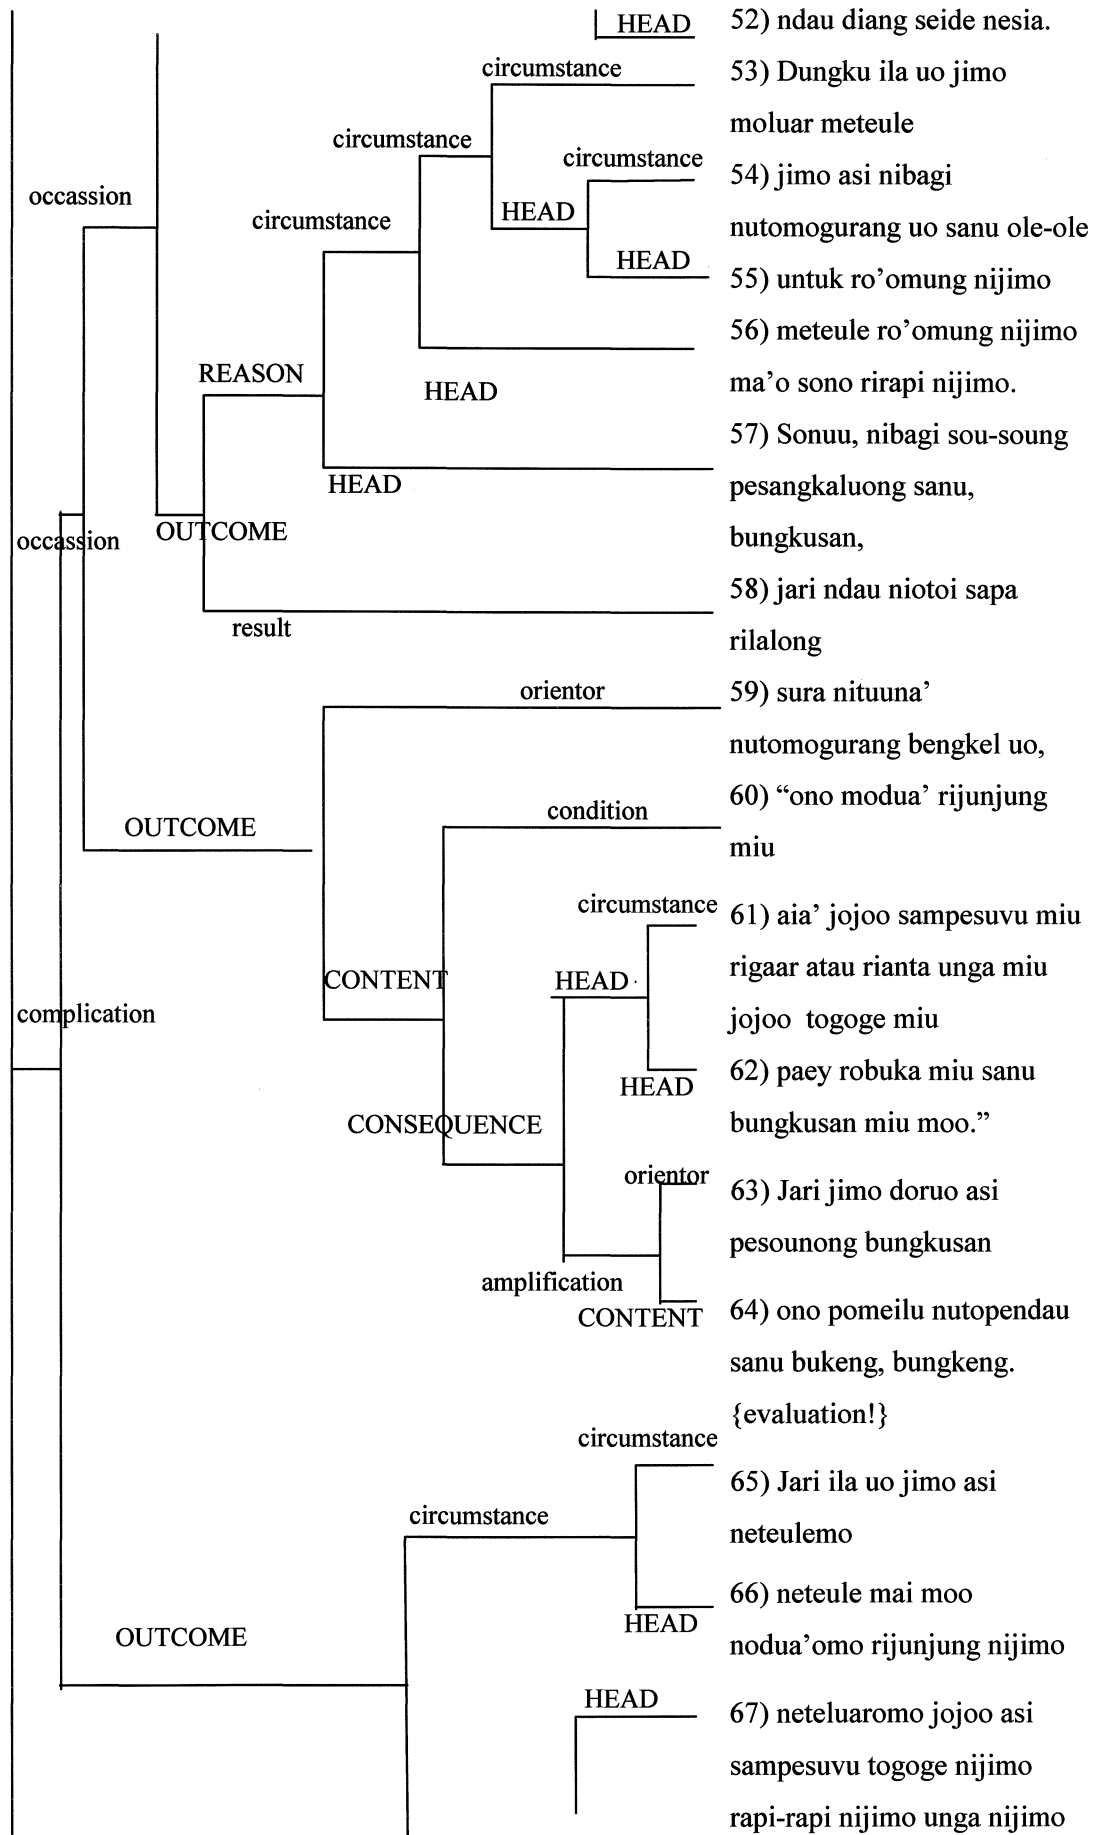 HEAD 52) ndau diang seide nesia.
circumstance 53) Dungku ila uo jimo
moluar meteule
circumstance
circumstance 54) jimo asi nibagi
occassion
HEAD nutomogurang uo sanu ole-ole
circumstance
HEAD 55) untuk ro’omung nijimo
56) meteule ro’omung nijimo
REASON
HEAD ma’o sono rirapi nijimo.
57) Sonuu, nibagi sou-soung
HEAD pesangkaluong sanu,
occassion OUTCOME bungkusan,
58) jari ndau niotoi sapa
result rilalong
orientor 59) sura nituuna’
nutomogurang bengkel uo,
condition 60) “ono modua’ rijunjung
OUTCOME miu
circumstance 61) aia’ jojoo sampesuvu miu
CONTENT HEAD rigaar atau rianta unga miu
complication jojoo togoge miu
HEAD 62) paey robuka miu sanu
CONSEQUENCE bungkusan miu moo.”
orientor 63) Jari jimo doruo asi
pesounong bungkusan
amplification
CONTENT 64) ono pomeilu nutopendau
sanu bukeng, bungkeng.
{evaluation!}
circumstance
65) Jari ila uo jimo asi
circumstance neteulemo
66) neteule mai moo
HEAD
OUTCOME nodua’omo rijunjung nijimo
HEAD 67) neteluaromo jojoo asi
sampesuvu togoge nijimo
rapi-rapi nijimo unga nijimo